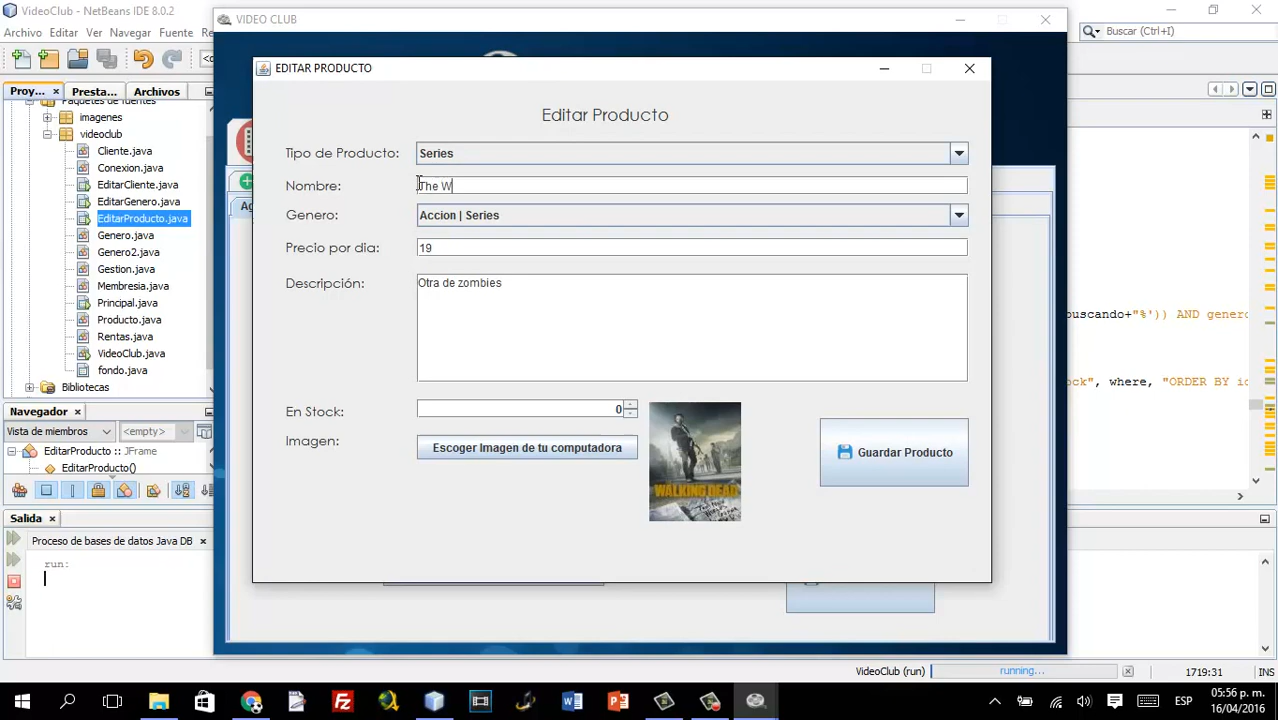 VideoClub - NetBeans IDE 8.0.2
VIDEO CLUB
Archivo Editar Ver Navegar Fuente
Buscar (Ctrl+I)
EDITAR PRODUCTO
Proy... Presta... Archivos
Paquetes de fuentes
imagenes
videoclub
Cliente.java
Conexion.java
EditarCliente.java
EditarGenero.java
EditarProducto.java
Genero.java
Genero2.java
Gestion.java
Membresia.java
Principal.java
Producto.java
Rentas.java
VideoClub.java
fondo.java
Bibliotecas
Editar Producto
Tipo de Producto: Series
Nombre: The W
Genero: Accion | Series
Precio por dia: 19
Descripción: Otra de zombies
En Stock: 0
Imagen: Escoger Imagen de tu computadora
WALKING DEAD
Guardar Producto
Ag
buscando+"%')) AND genero
ock", where, "ORDER BY id
Navegador
Vista de miembros <empty>
EditarProducto :: JFrame
EditarProducto()
Salida
Proceso de bases de datos Java DB
run:
VideoClub (run) running... 1719:31 INS
ESP 05:56 p. m.
16/04/2016